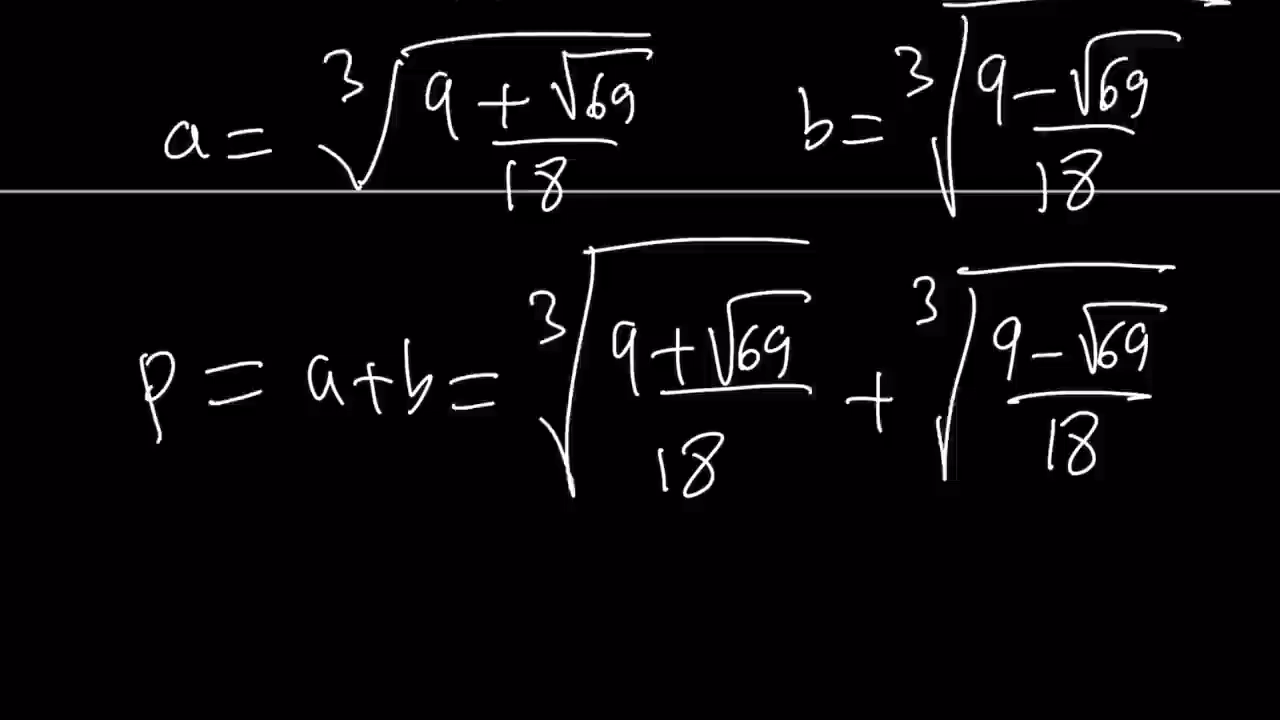 a = ∛((9 + √69)/18) b = ∛((9 − √69)/18)
p = a + b = ∛((9 + √69)/18) + ∛((9 − √69)/18)